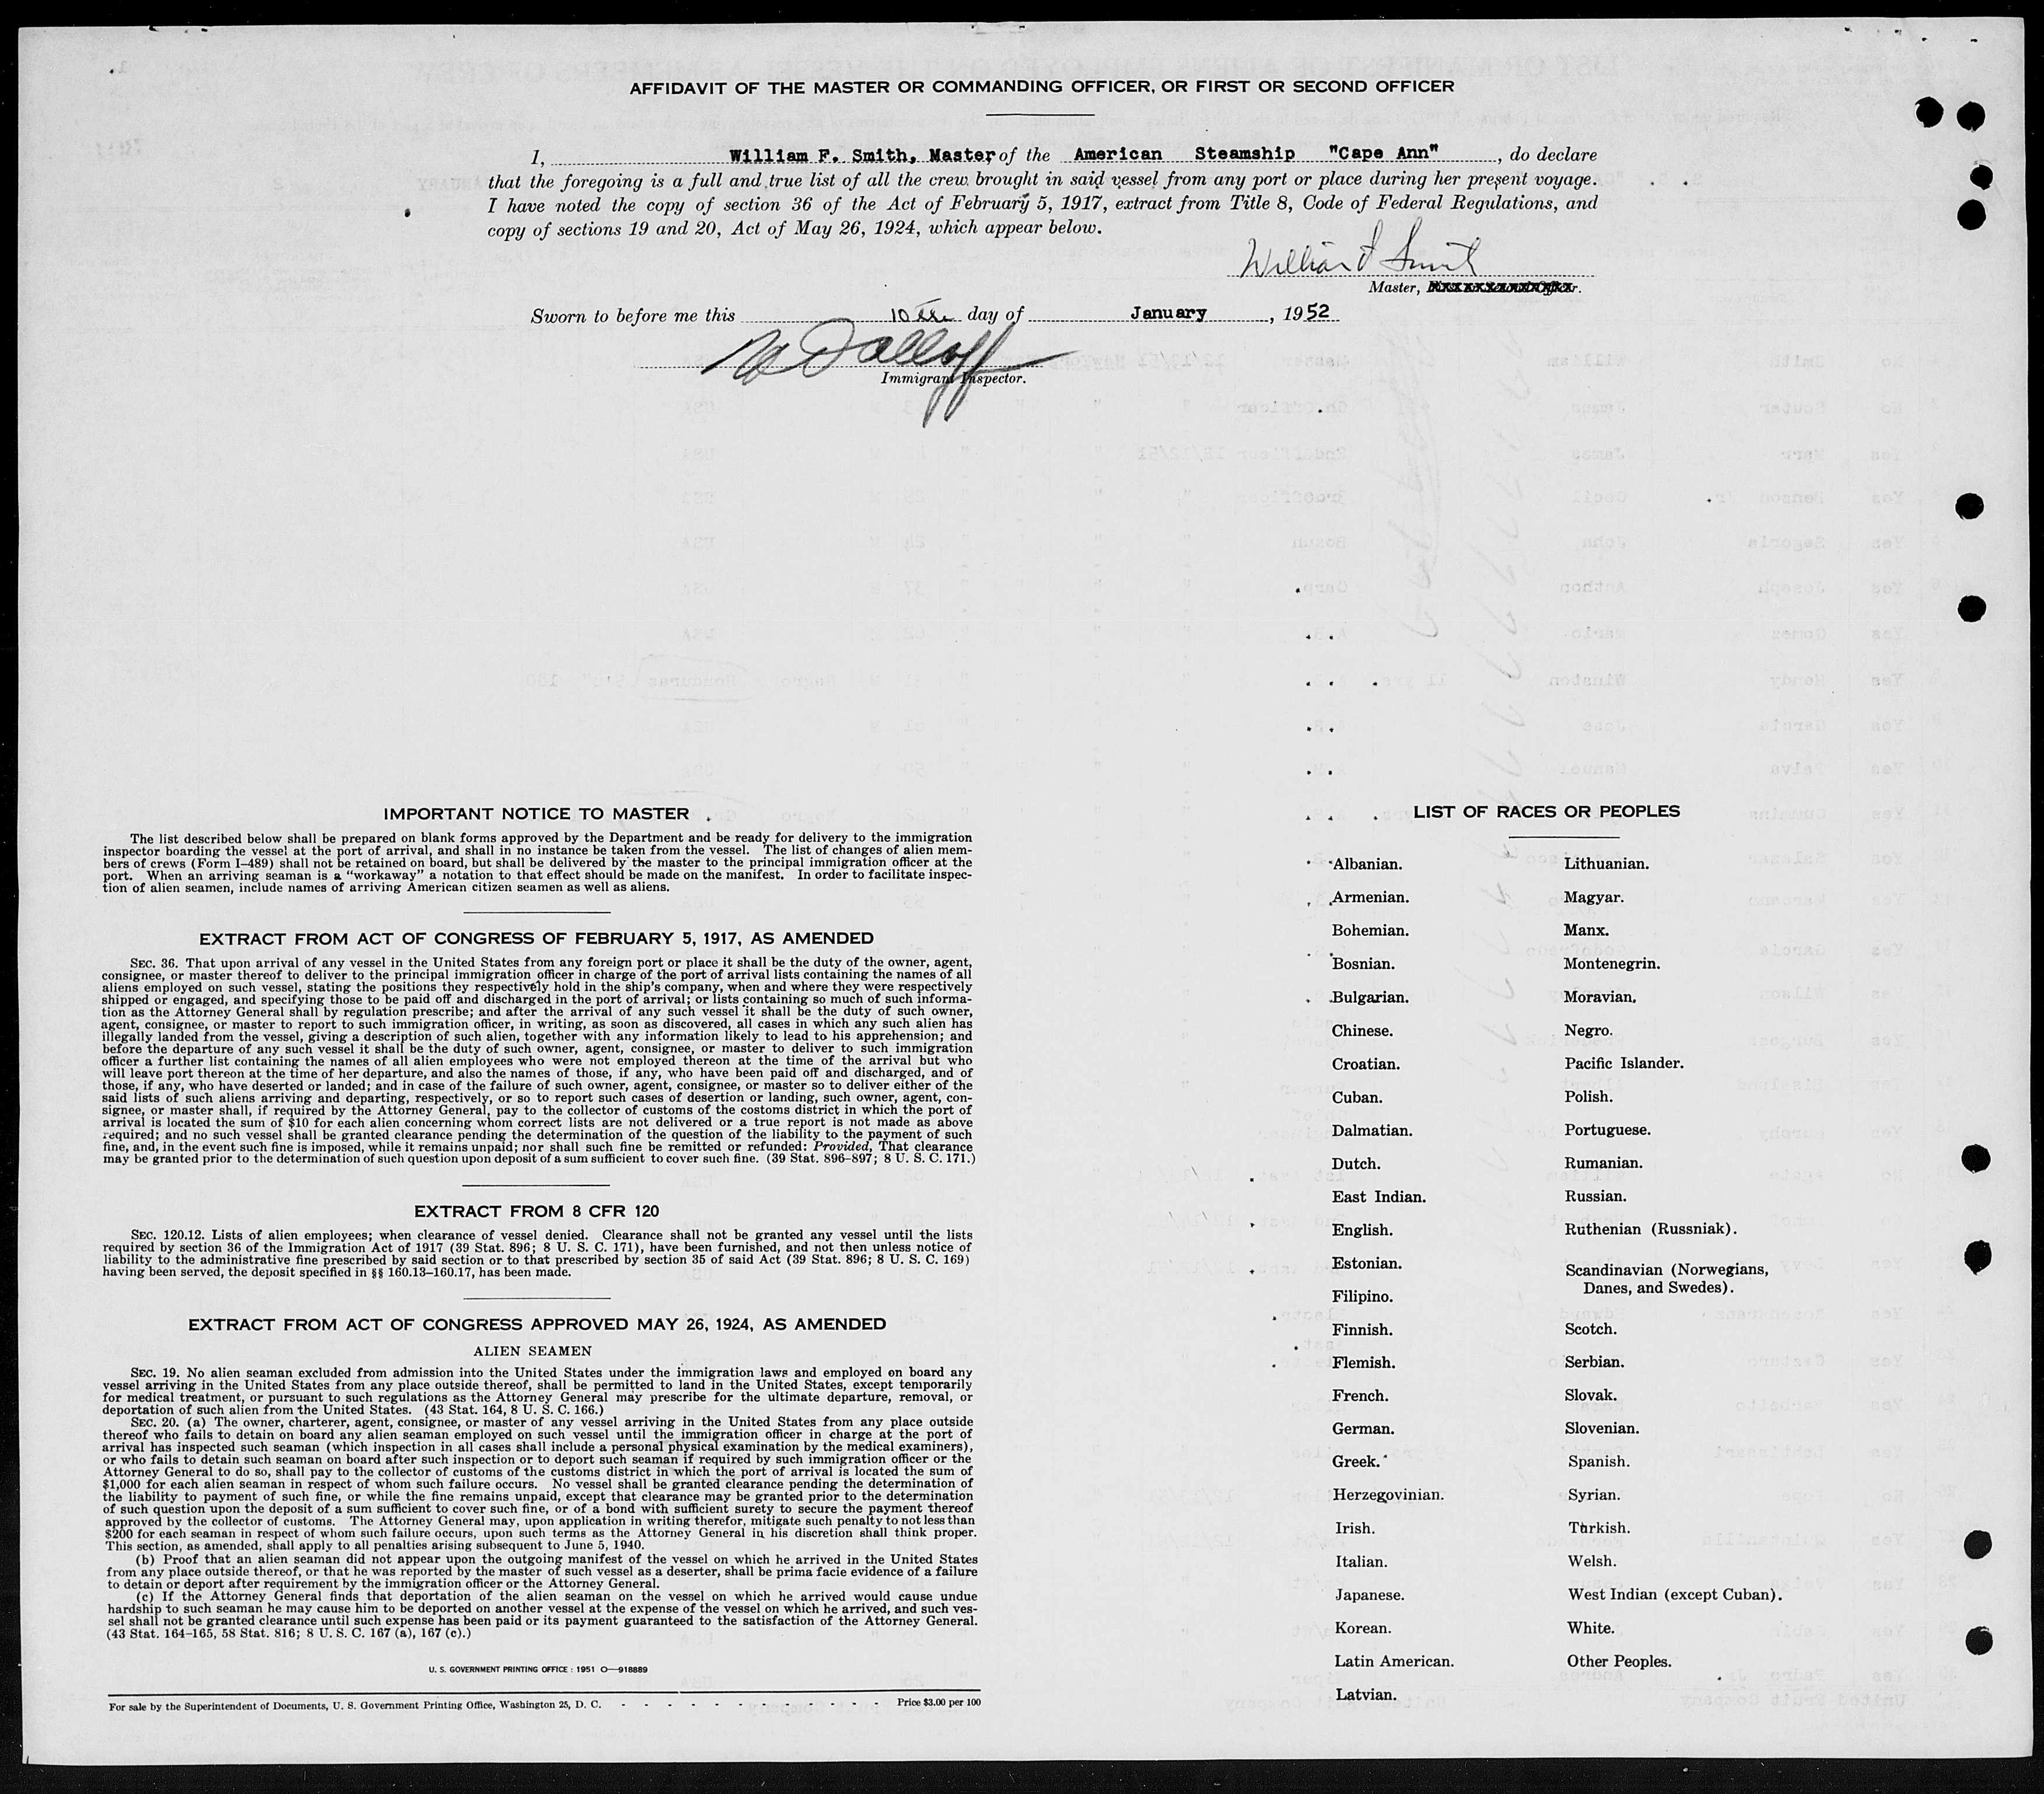 AFFIDAVIT OF THE MASTER OR COMMANDING OFFICER, OR FIRST OR SECOND OFFICER
I, William F. Smith, Master, of the American Steamship "Cape Ann", do declare
that the foregoing is a full and true list of all the crew brought in said vessel from any port or place during her present voyage.
I have noted the copy of section 36 of the Act of February 5, 1917, extract from Title 8, Code of Federal Regulations, and
copy of sections 19 and 20, Act of May 26, 1924, which appear below.
William F Smith
Master,
Sworn to before me this 10th day of January, 1952
Immigrant Inspector.
IMPORTANT NOTICE TO MASTER
The list described below shall be prepared on blank forms approved by the Department and be ready for delivery to the immigration
inspector boarding the vessel at the port of arrival, and shall in no instance be taken from the vessel. The list of changes of alien mem-
bers of crews (Form I-489) shall not be retained on board, but shall be delivered by the master to the principal immigration officer at the
port. When an arriving seaman is a "workaway" a notation to that effect should be made on the manifest. In order to facilitate inspec-
tion of alien seamen, include names of arriving American citizen seamen as well as aliens.
EXTRACT FROM ACT OF CONGRESS OF FEBRUARY 5, 1917, AS AMENDED
SEC. 36. That upon arrival of any vessel in the United States from any foreign port or place it shall be the duty of the owner, agent,
consignee, or master thereof to deliver to the principal immigration officer in charge of the port of arrival lists containing the names of all
aliens employed on such vessel, stating the positions they respectively hold in the ship's company, when and where they were respectively
shipped or engaged, and specifying those to be paid off and discharged in the port of arrival; or lists containing so much of such informa-
tion as the Attorney General shall by regulation prescribe; and after the arrival of any such vessel it shall be the duty of such owner,
agent, consignee, or master to report to such immigration officer, in writing, as soon as discovered, all cases in which any such alien has
illegally landed from the vessel, giving a description of such alien, together with any information likely to lead to his apprehension; and
before the departure of any such vessel it shall be the duty of such owner, agent, consignee, or master to deliver to such immigration
officer a further list containing the names of all alien employees who were not employed thereon at the time of the arrival but who
will leave port thereon at the time of her departure, and also the names of those, if any, who have been paid off and discharged, and of
those, if any, who have deserted or landed; and in case of the failure of such owner, agent, consignee, or master so to deliver either of the
said lists of such aliens arriving and departing, respectively, or so to report such cases of desertion or landing, such owner, agent, con-
signee, or master shall, if required by the Attorney General, pay to the collector of customs of the costoms district in which the port of
arrival is located the sum of $10 for each alien concerning whom correct lists are not delivered or a true report is not made as above
required; and no such vessel shall be granted clearance pending the determination of the question of the liability to the payment of such
fine, and, in the event such fine is imposed, while it remains unpaid; nor shall such fine be remitted or refunded: Provided, That clearance
may be granted prior to the determination of such question upon deposit of a sum sufficient to cover such fine. (39 Stat. 896-897; 8 U. S. C. 171.)
EXTRACT FROM 8 CFR 120
SEC. 120.12. Lists of alien employees; when clearance of vessel denied. Clearance shall not be granted any vessel until the lists
required by section 36 of the Immigration Act of 1917 (39 Stat. 896; 8 U. S. C. 171), have been furnished, and not then unless notice of
liability to the administrative fine prescribed by said section or to that prescribed by section 35 of said Act (39 Stat. 896; 8 U. S. C. 169)
having been served, the deposit specified in §§ 160.13-160.17, has been made.
EXTRACT FROM ACT OF CONGRESS APPROVED MAY 26, 1924, AS AMENDED
ALIEN SEAMEN
SEC. 19. No alien seaman excluded from admission into the United States under the immigration laws and employed on board any
vessel arriving in the United States from any place outside thereof, shall be permitted to land in the United States, except temporarily
for medical treatment, or pursuant to such regulations as the Attorney General may prescribe for the ultimate departure, removal, or
deportation of such alien from the United States. (43 Stat. 164, 8 U. S. C. 166.)
SEC. 20. (a) The owner, charterer, agent, consignee, or master of any vessel arriving in the United States from any place outside
thereof who fails to detain on board any alien seaman employed on such vessel until the immigration officer in charge at the port of
arrival has inspected such seaman (which inspection in all cases shall include a personal physical examination by the medical examiners),
or who fails to detain such seaman on board after such inspection or to deport such seaman if required by such immigration officer or the
Attorney General to do so, shall pay to the collector of customs of the customs district in which the port of arrival is located the sum of
$1,000 for each alien seaman in respect of whom such failure occurs. No vessel shall be granted clearance pending the determination of
the liability to payment of such fine, or while the fine remains unpaid, except that clearance may be granted prior to the determination
of such question upon the deposit of a sum sufficient to cover such fine, or of a bond with sufficient surety to secure the payment thereof
approved by the collector of customs. The Attorney General may, upon application in writing therefor, mitigate such penalty to not less than
$200 for each seaman in respect of whom such failure occurs, upon such terms as the Attorney General in his discretion shall think proper.
This section, as amended, shall apply to all penalties arising subsequent to June 5, 1940.
(b) Proof that an alien seaman did not appear upon the outgoing manifest of the vessel on which he arrived in the United States
from any place outside thereof, or that he was reported by the master of such vessel as a deserter, shall be prima facie evidence of a failure
to detain or deport after requirement by the immigration officer or the Attorney General.
(c) If the Attorney General finds that deportation of the alien seaman on the vessel on which he arrived would cause undue
hardship to such seaman he may cause him to be deported on another vessel at the expense of the vessel on which he arrived, and such ves-
sel shall not be granted clearance until such expense has been paid or its payment guaranteed to the satisfaction of the Attorney General.
(43 Stat. 164-165, 58 Stat. 816; 8 U. S. C. 167 (a), 167 (c).)
U. S. GOVERNMENT PRINTING OFFICE : 1951 O—918889
For sale by the Superintendent of Documents, U. S. Government Printing Office, Washington 25, D. C. - - - - - - - - - - - - Price $3.00 per 100
LIST OF RACES OR PEOPLES
Albanian.
Armenian.
Bohemian.
Bosnian.
Bulgarian.
Chinese.
Croatian.
Cuban.
Dalmatian.
Dutch.
East Indian.
English.
Estonian.
Filipino.
Finnish.
Flemish.
French.
German.
Greek.
Herzegovinian.
Irish.
Italian.
Japanese.
Korean.
Latin American.
Latvian.
Lithuanian.
Magyar.
Manx.
Montenegrin.
Moravian.
Negro.
Pacific Islander.
Polish.
Portuguese.
Rumanian.
Russian.
Ruthenian (Russniak).
Scandinavian (Norwegians,
Danes, and Swedes).
Scotch.
Serbian.
Slovak.
Slovenian.
Spanish.
Syrian.
Turkish.
Welsh.
West Indian (except Cuban).
White.
Other Peoples.